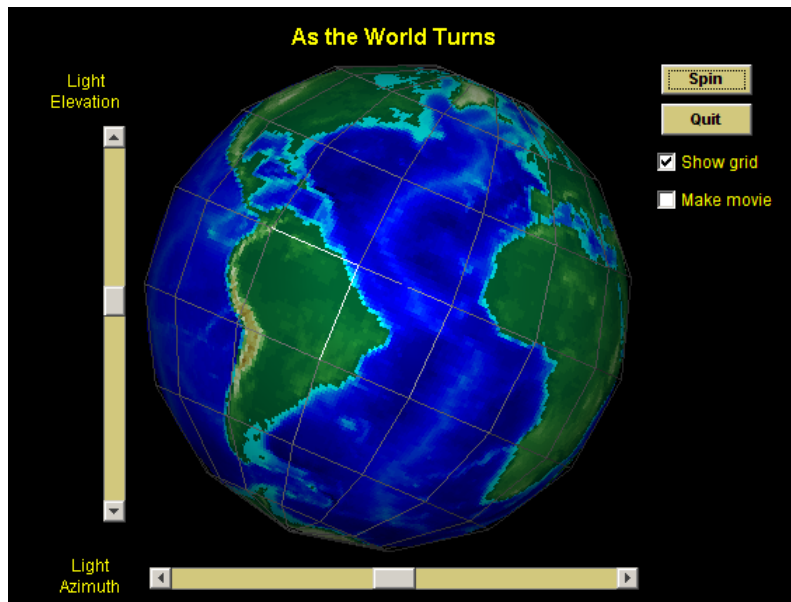 As the World Turns
Light
Elevation
Spin
Quit
Show grid
Make movie
Light
Azimuth